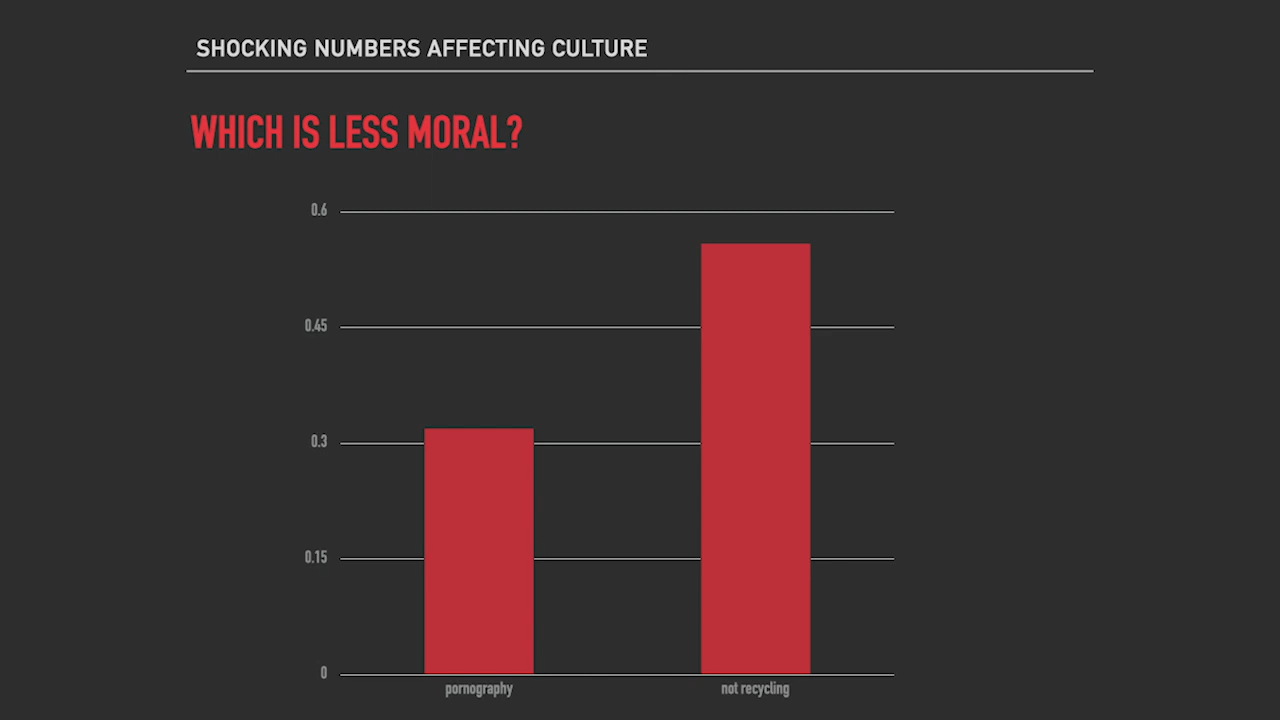 SHOCKING NUMBERS AFFECTING CULTURE
WHICH IS LESS MORAL?
0.6
0.45
0.3
0.15
0
pornography
not recycling